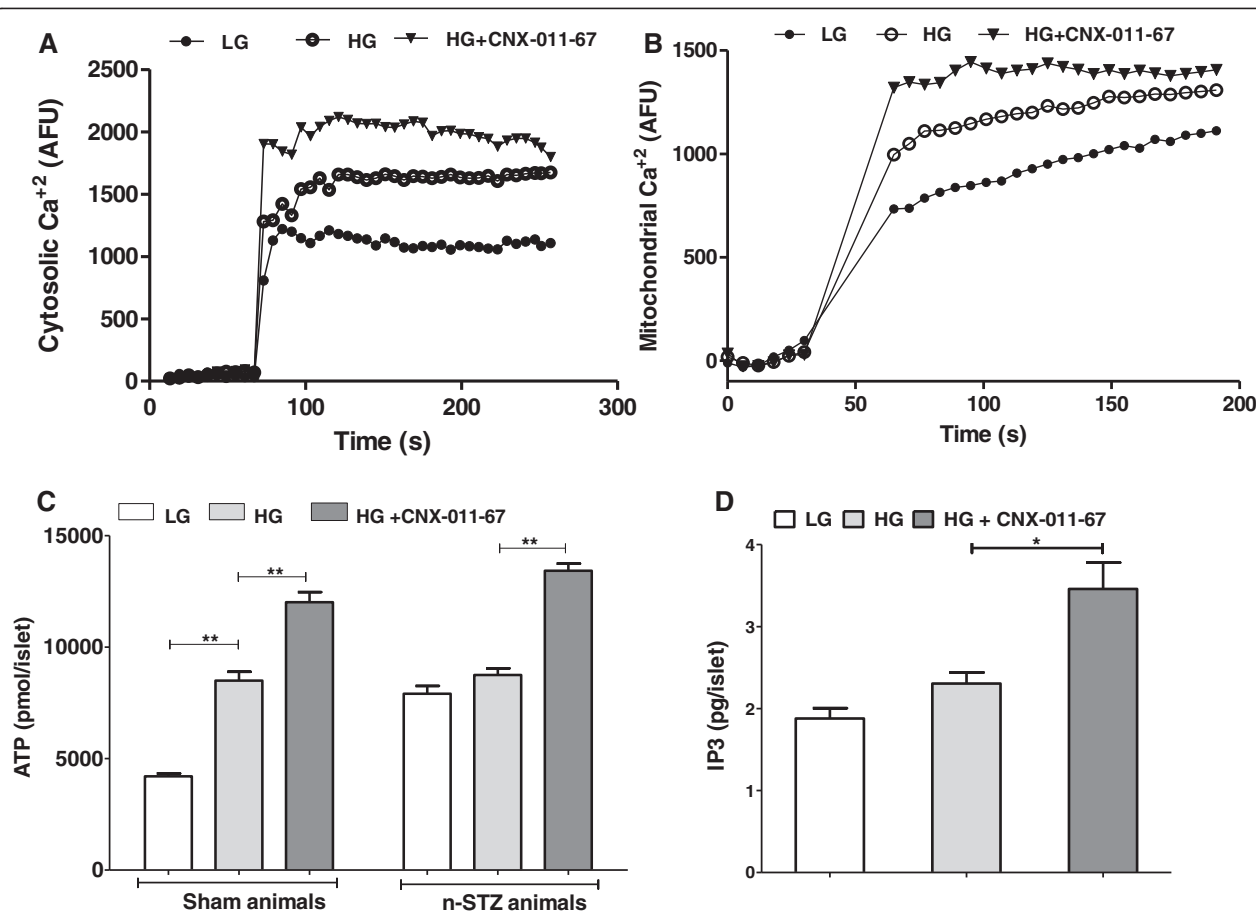 A
LG HG HG+CNX-011-67
Cytosolic Ca+2 (AFU)
2500
2000
1500
1000
500
0
0 100 200 300
Time (s)
B
LG HG HG+CNX-011-67
Mitochondrial Ca+2 (AFU)
1500
1000
500
0
0 50 100 150 200
Time (s)
C
LG HG HG +CNX-011-67
ATP (pmol/islet)
15000
10000
5000
0
** ** **
Sham animals n-STZ animals
D
LG HG HG + CNX-011-67
IP3 (pg/islet)
4
3
2
1
0
*